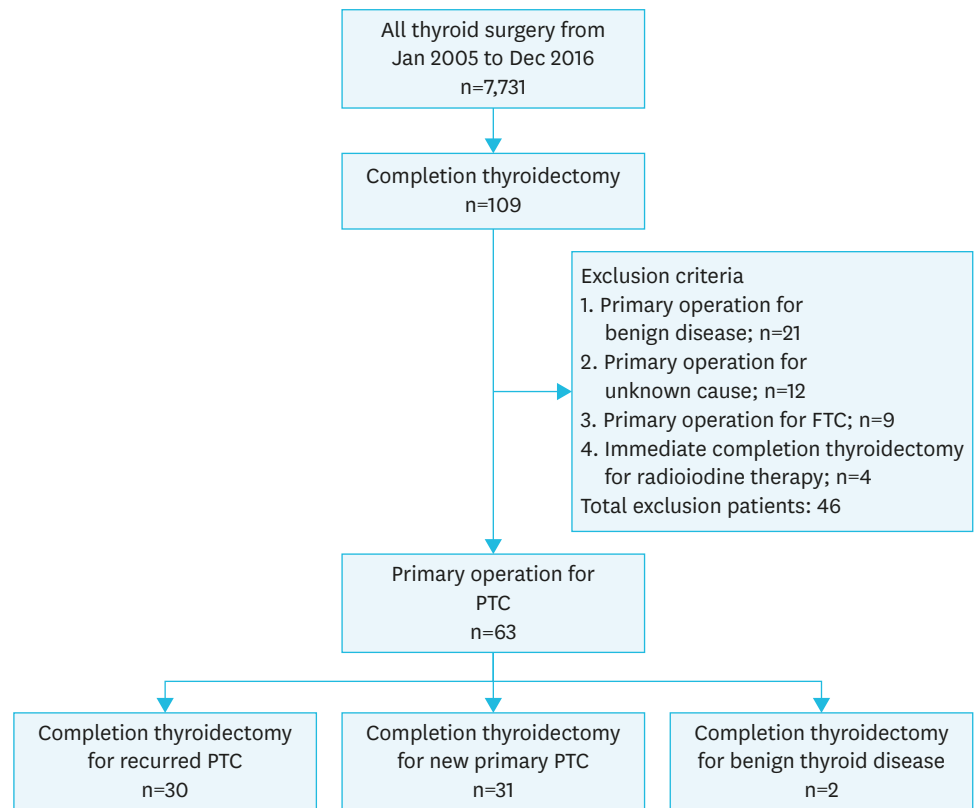 All thyroid surgery from
Jan 2005 to Dec 2016
n=7,731
Completion thyroidectomy
n=109
Exclusion criteria
1. Primary operation for
benign disease; n=21
2. Primary operation for
unknown cause; n=12
3. Primary operation for FTC; n=9
4. Immediate completion thyroidectomy
for radioiodine therapy; n=4
Total exclusion patients: 46
Primary operation for
PTC
n=63
Completion thyroidectomy
for recurred PTC
n=30
Completion thyroidectomy
for new primary PTC
n=31
Completion thyroidectomy
for benign thyroid disease
n=2